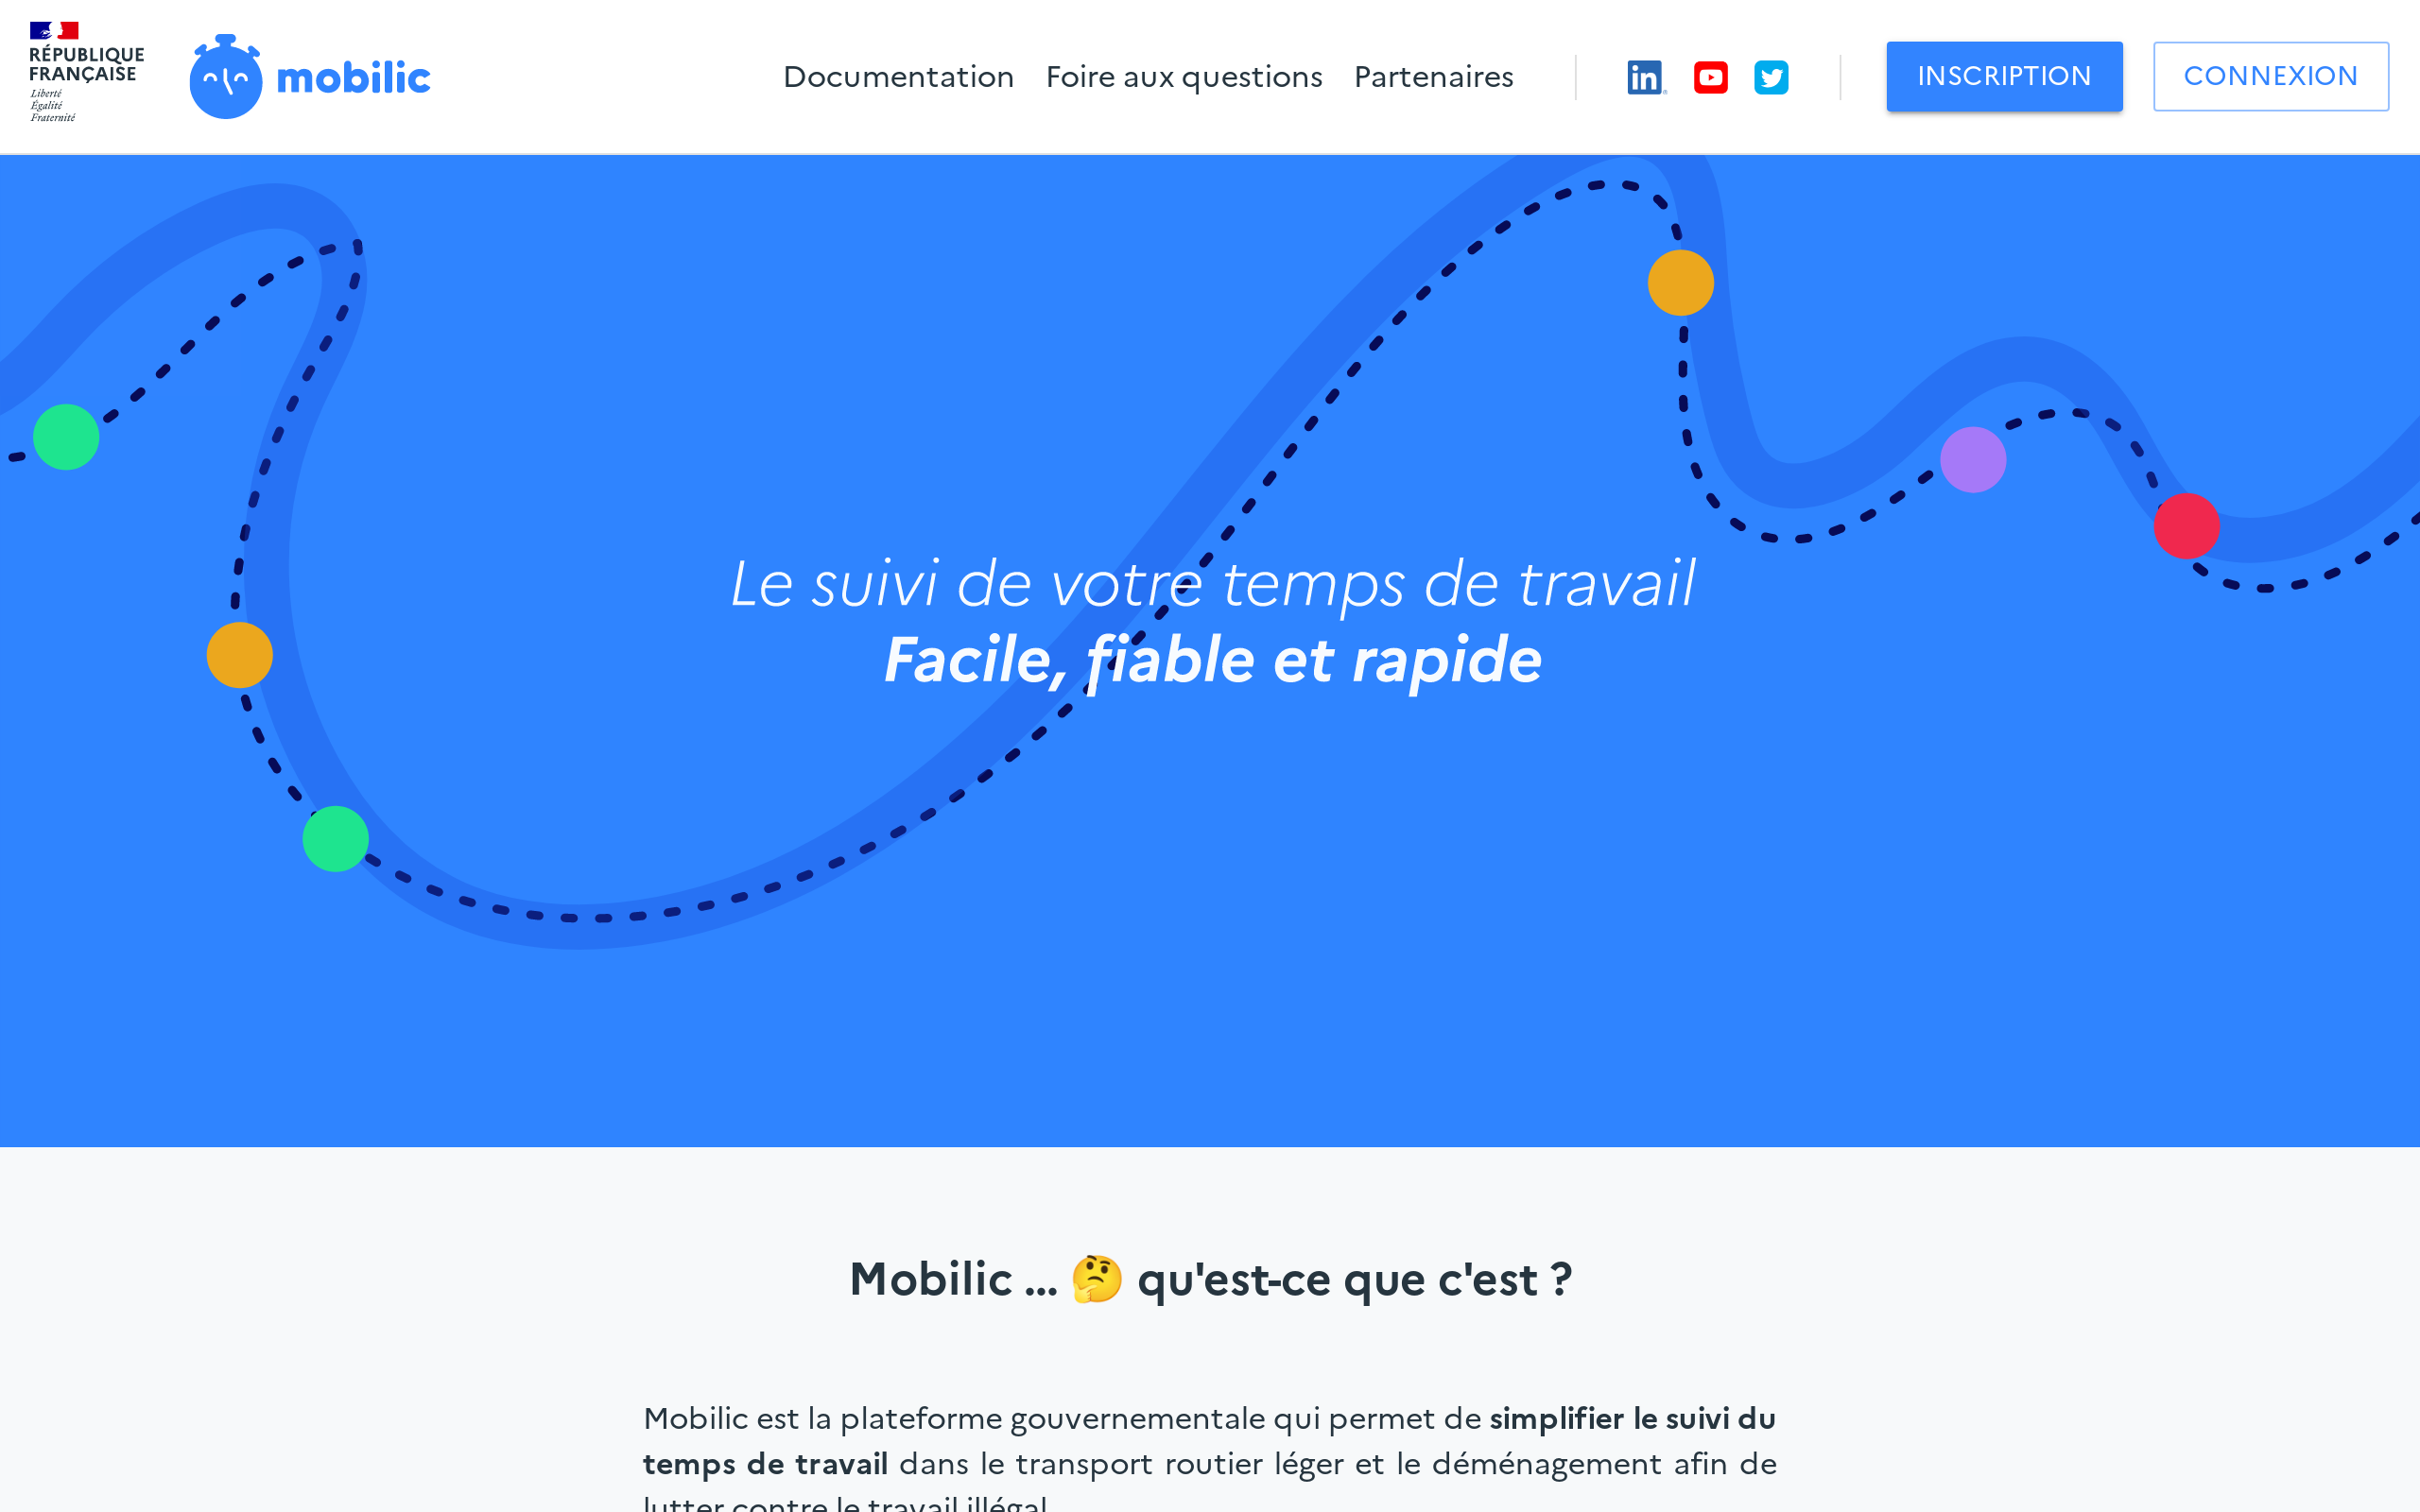 RÉPUBLIQUE
FRANÇAISE
Liberté
Égalité
Fraternité
mobilic
Documentation Foire aux questions Partenaires
INSCRIPTION
CONNEXION
Le suivi de votre temps de travail
Facile, fiable et rapide
Mobilic ... 🤔 qu'est-ce que c'est ?
Mobilic est la plateforme gouvernementale qui permet de simplifier le suivi du
temps de travail dans le transport routier léger et le déménagement afin de
lutter contre le travail illégal